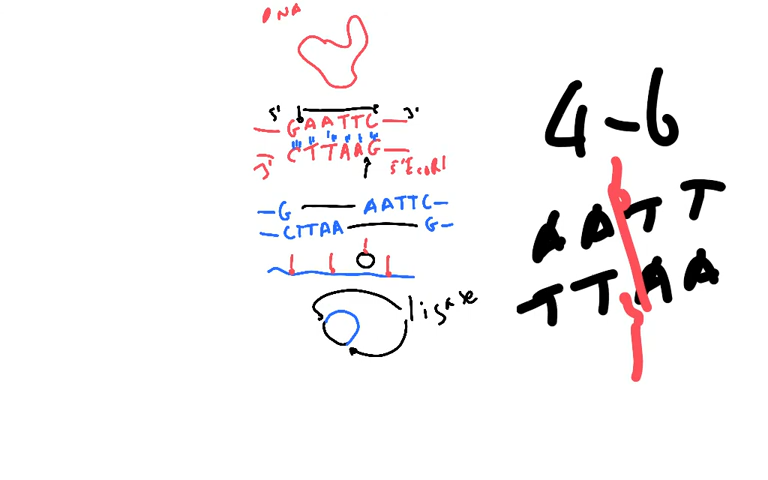 DNA
5' GAATTC 3'
3' CTTAAG 5' EcoRI
G AATTC
CTTAA G
ligase
4-6
AATT
TTAA